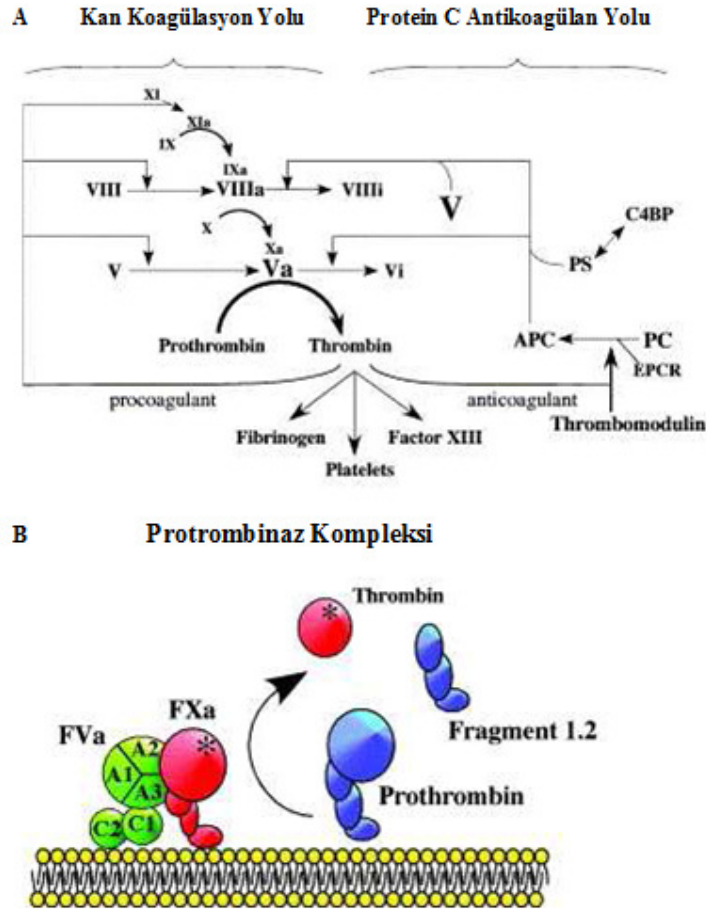 A Kan Koagülasyon Yolu Protein C Antikoagülan Yolu
XI
XIa
IX
IXa
VIII VIIIa VIIIi
V
C4BP
X
Xa
PS
V Va Vi
Prothrombin Thrombin APC PC
EPCR
procoagulant anticoagulant
Thrombomodulin
Fibrinogen Factor XIII
Platelets
B Protrombinaz Kompleksi
Thrombin
*
FXa
Fragment 1.2
FVa
A2 *
A1
A3
Prothrombin
C2 C1